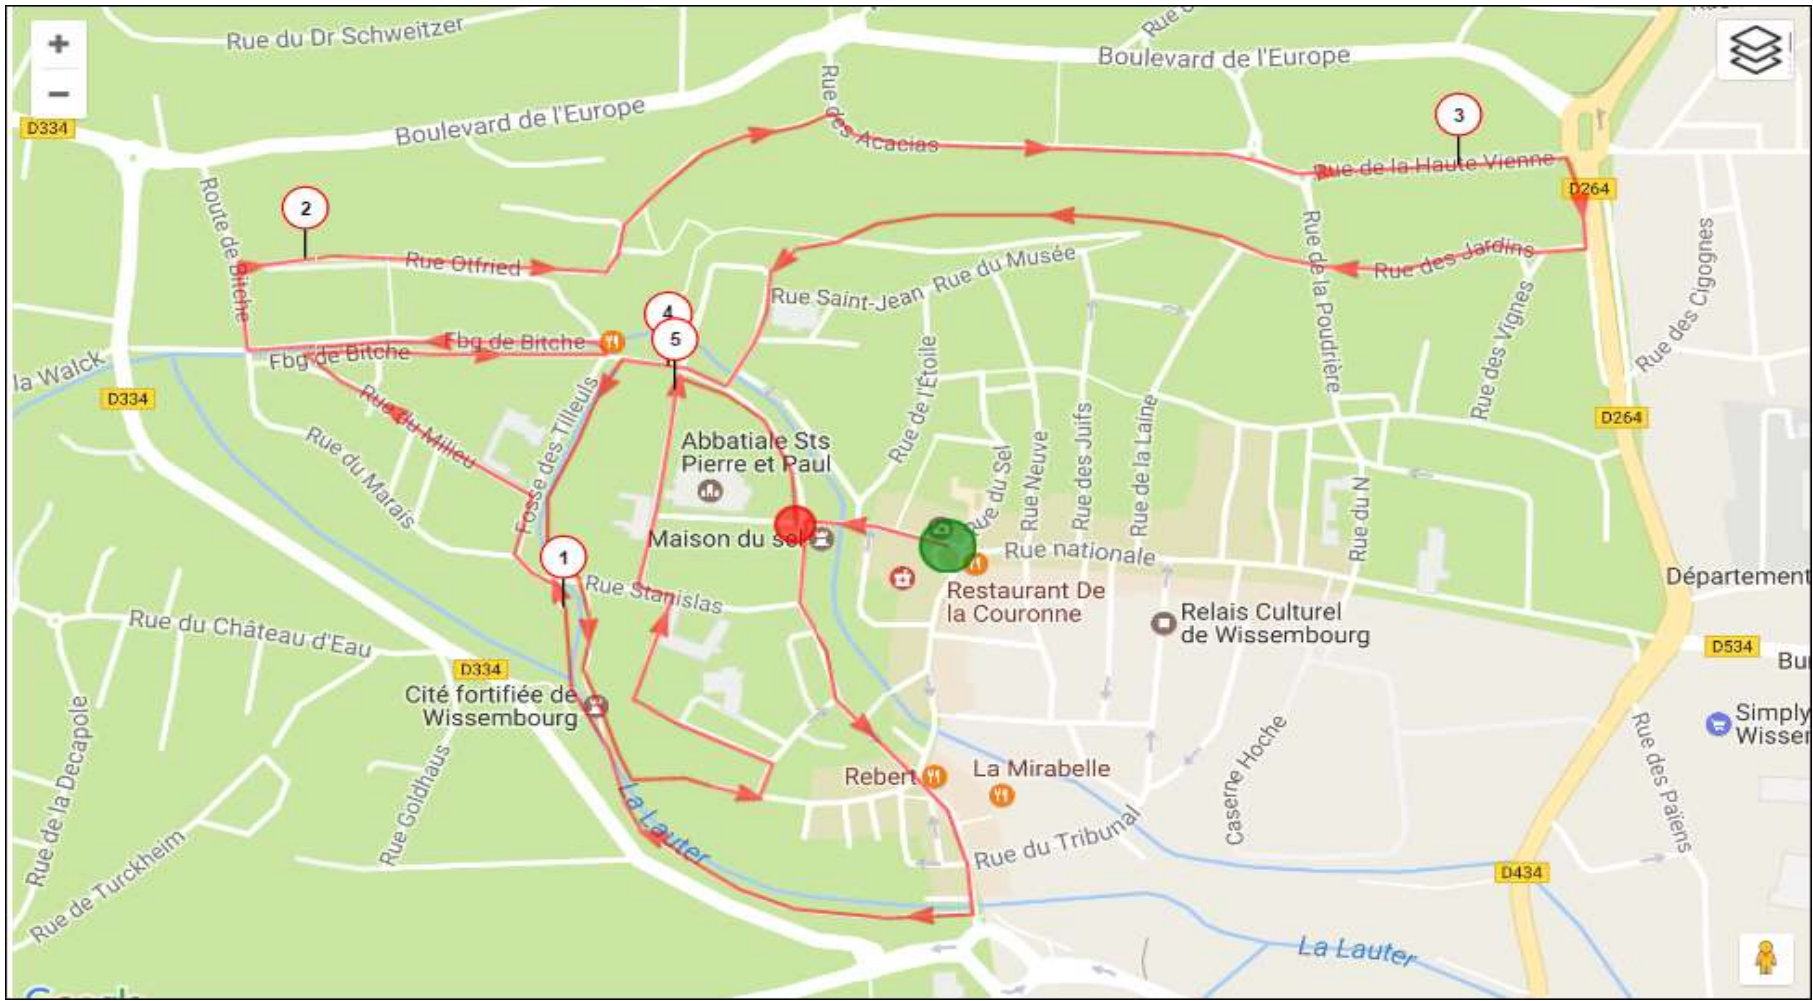 Rue du Dr Schweitzer
Boulevard de l'Europe
D334
Boulevard de l'Europe
Rue des Acacias
3
Rue de la Haute Vienne
D264
Route de Bitche
2
Rue Otfried
Rue du Musée
Rue Saint-Jean
Rue des Jardins
Rue de la Poudrière
Rue des Cigognes
Rue des Vignes
4
5
Fbg de Bitche
Fbg de Bitche
la Walck
D334
Rue du Milieu
Rue du Marais
Fosse des Tilleuls
Abbatiale Sts
Pierre et Paul
Rue de l'Étoile
Rue du Sel
Rue Neuve
Rue des Juifs
Rue de la Laine
D264
Rue du N
Maison du sel
Rue nationale
1
Rue Stanislas
Restaurant De
la Couronne
Relais Culturel
de Wissembourg
Département
D534
Rue du Château d'Eau
D334
Cité fortifiée de
Wissembourg
Rue de la Decapole
Rue Goldhaus
Rue de Turckheim
Rebert
La Mirabelle
Caserne Hoche
Rue du Tribunal
Rue des Païens
Simply
La Lauter
D434
La Lauter